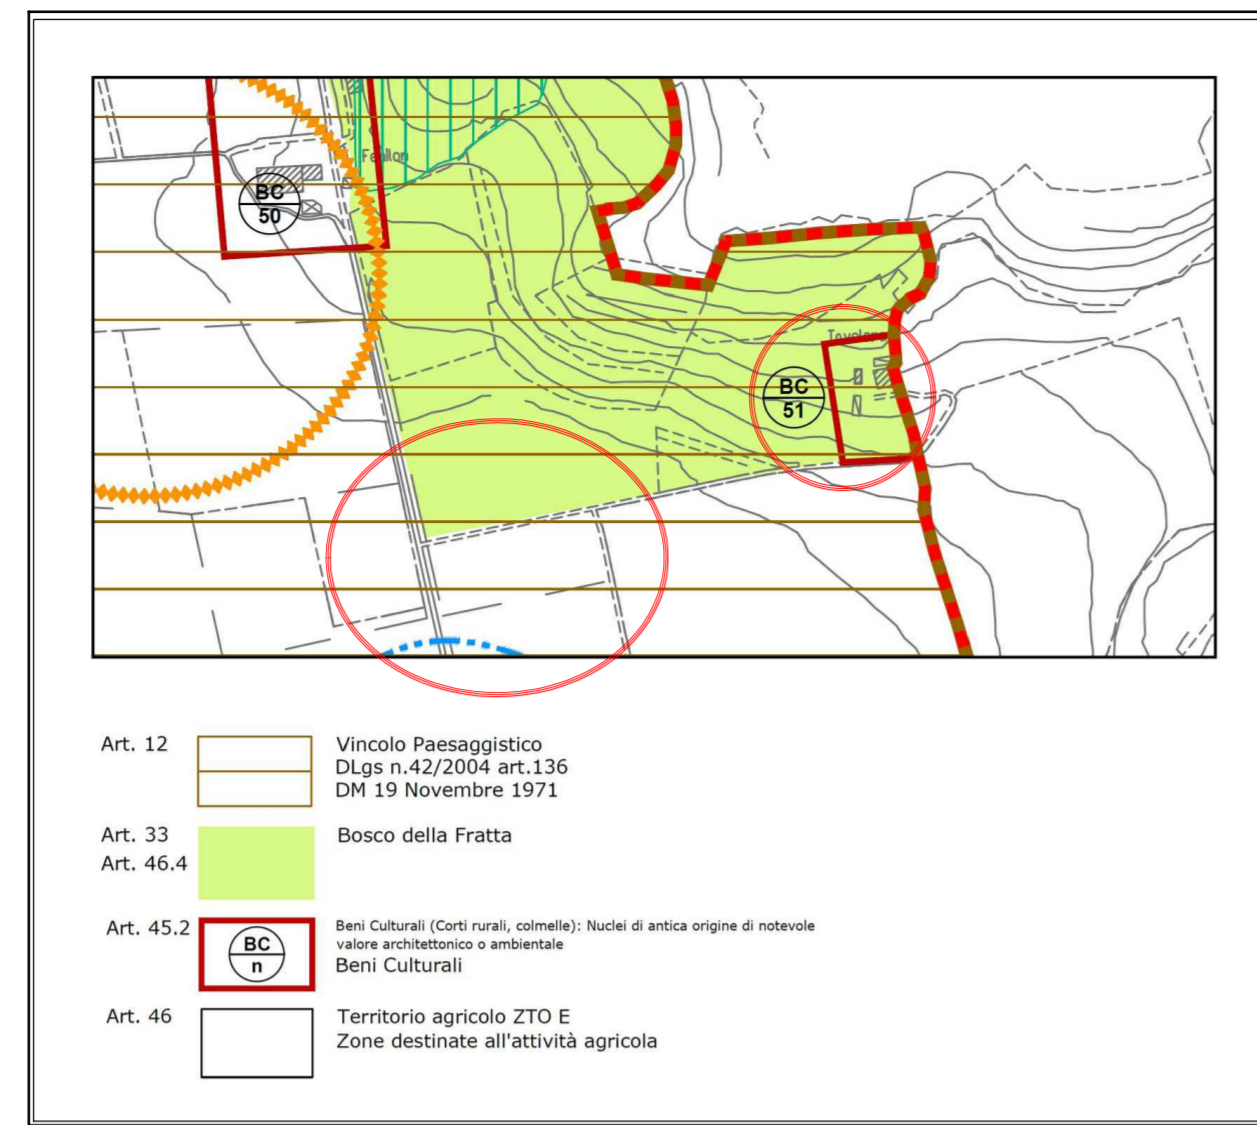 Fenilon
BC
50
Tavolara
BC
51
Art. 12
Vincolo Paesaggistico
DLgs n.42/2004 art.136
DM 19 Novembre 1971
Art. 33
Art. 46.4
Bosco della Fratta
Art. 45.2
BC
n
Beni Culturali (Corti rurali, colmelle): Nuclei di antica origine di notevole
valore architettonico o ambientale
Beni Culturali
Art. 46
Territorio agricolo ZTO E
Zone destinate all'attività agricola